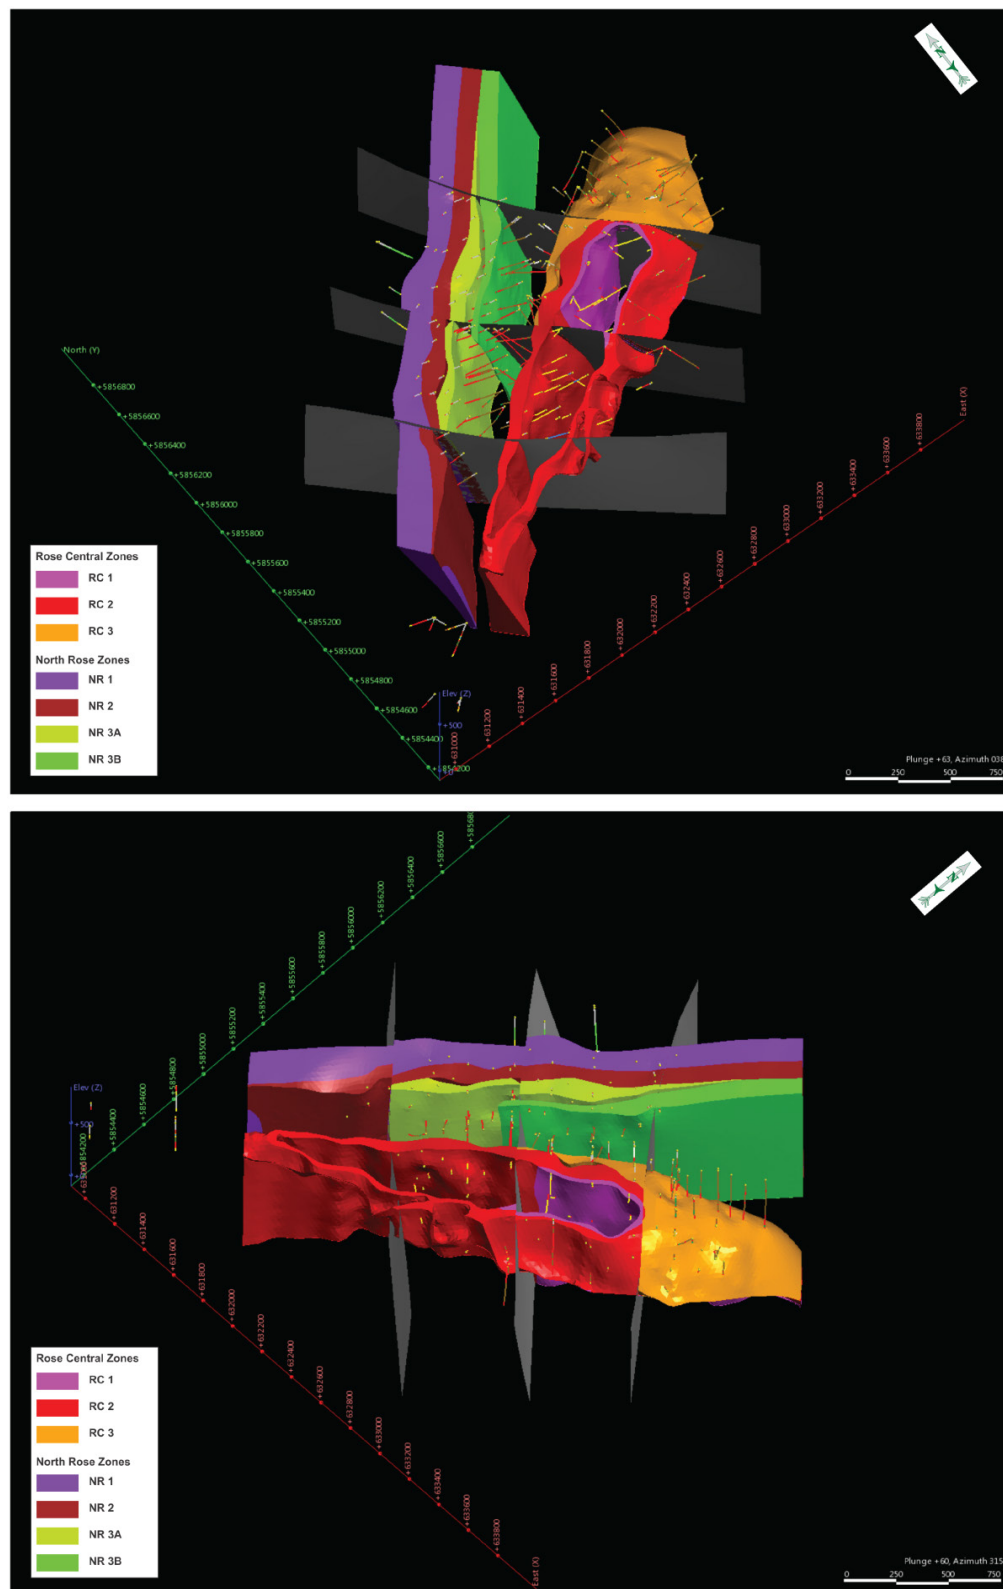 N
North (Y)
+5856800
+5856600
+5856400
+5856200
+5856000
+5855800
+5855600
+5855400
+5855200
+5855000
+5854800
+5854600
+5854400
East (X)
+633800
+633600
+633400
+633200
+633000
+632800
+632600
+632400
+632200
+632000
+631800
+631600
+631400
+631200
+631000
Elev (Z)
+500
Rose Central Zones
RC 1
RC 2
RC 3
North Rose Zones
NR 1
NR 2
NR 3A
NR 3B
Plunge +63, Azimuth 038
0 250 500 750
N
+5856600
+5856400
+5856200
+5856000
+5855800
+5855600
+5855400
+5855200
+5855000
+5854800
+5854600
+5854400
+5854200
Elev (Z)
+500
+631200
+631400
+631600
+631800
+632000
+632200
+632400
+632600
+632800
+633000
+633200
+633400
+633600
+633800
East (X)
Rose Central Zones
RC 1
RC 2
RC 3
North Rose Zones
NR 1
NR 2
NR 3A
NR 3B
Plunge +60, Azimuth 315
0 250 500 750